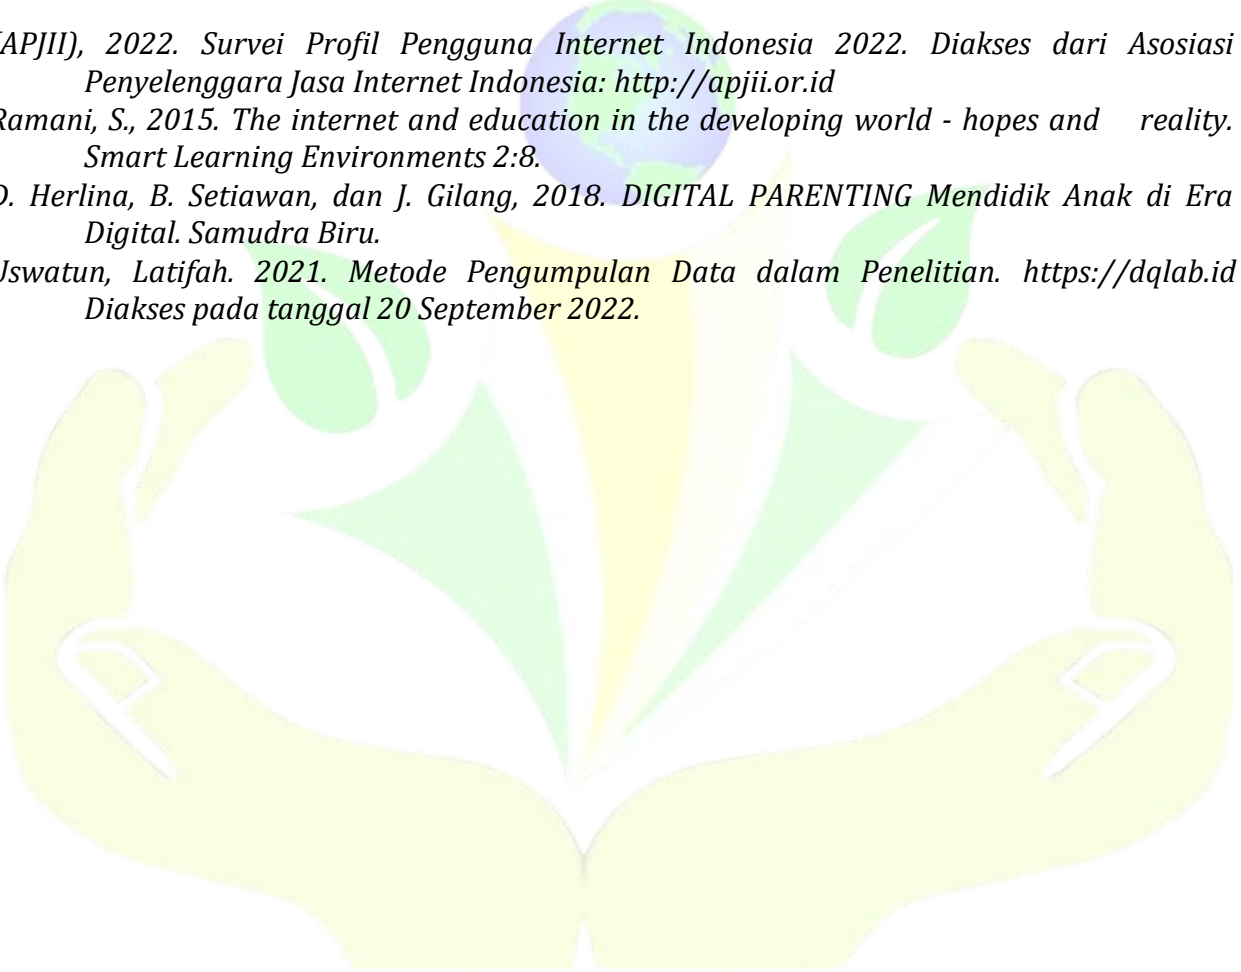 (APJII), 2022. Survei Profil Pengguna Internet Indonesia 2022. Diakses dari Asosiasi
Penyelenggara Jasa Internet Indonesia: http://apjii.or.id
Ramani, S., 2015. The internet and education in the developing world - hopes and reality.
Smart Learning Environments 2:8.
D. Herlina, B. Setiawan, dan J. Gilang, 2018. DIGITAL PARENTING Mendidik Anak di Era
Digital. Samudra Biru.
Uswatun, Latifah. 2021. Metode Pengumpulan Data dalam Penelitian. https://dqlab.id
Diakses pada tanggal 20 September 2022.